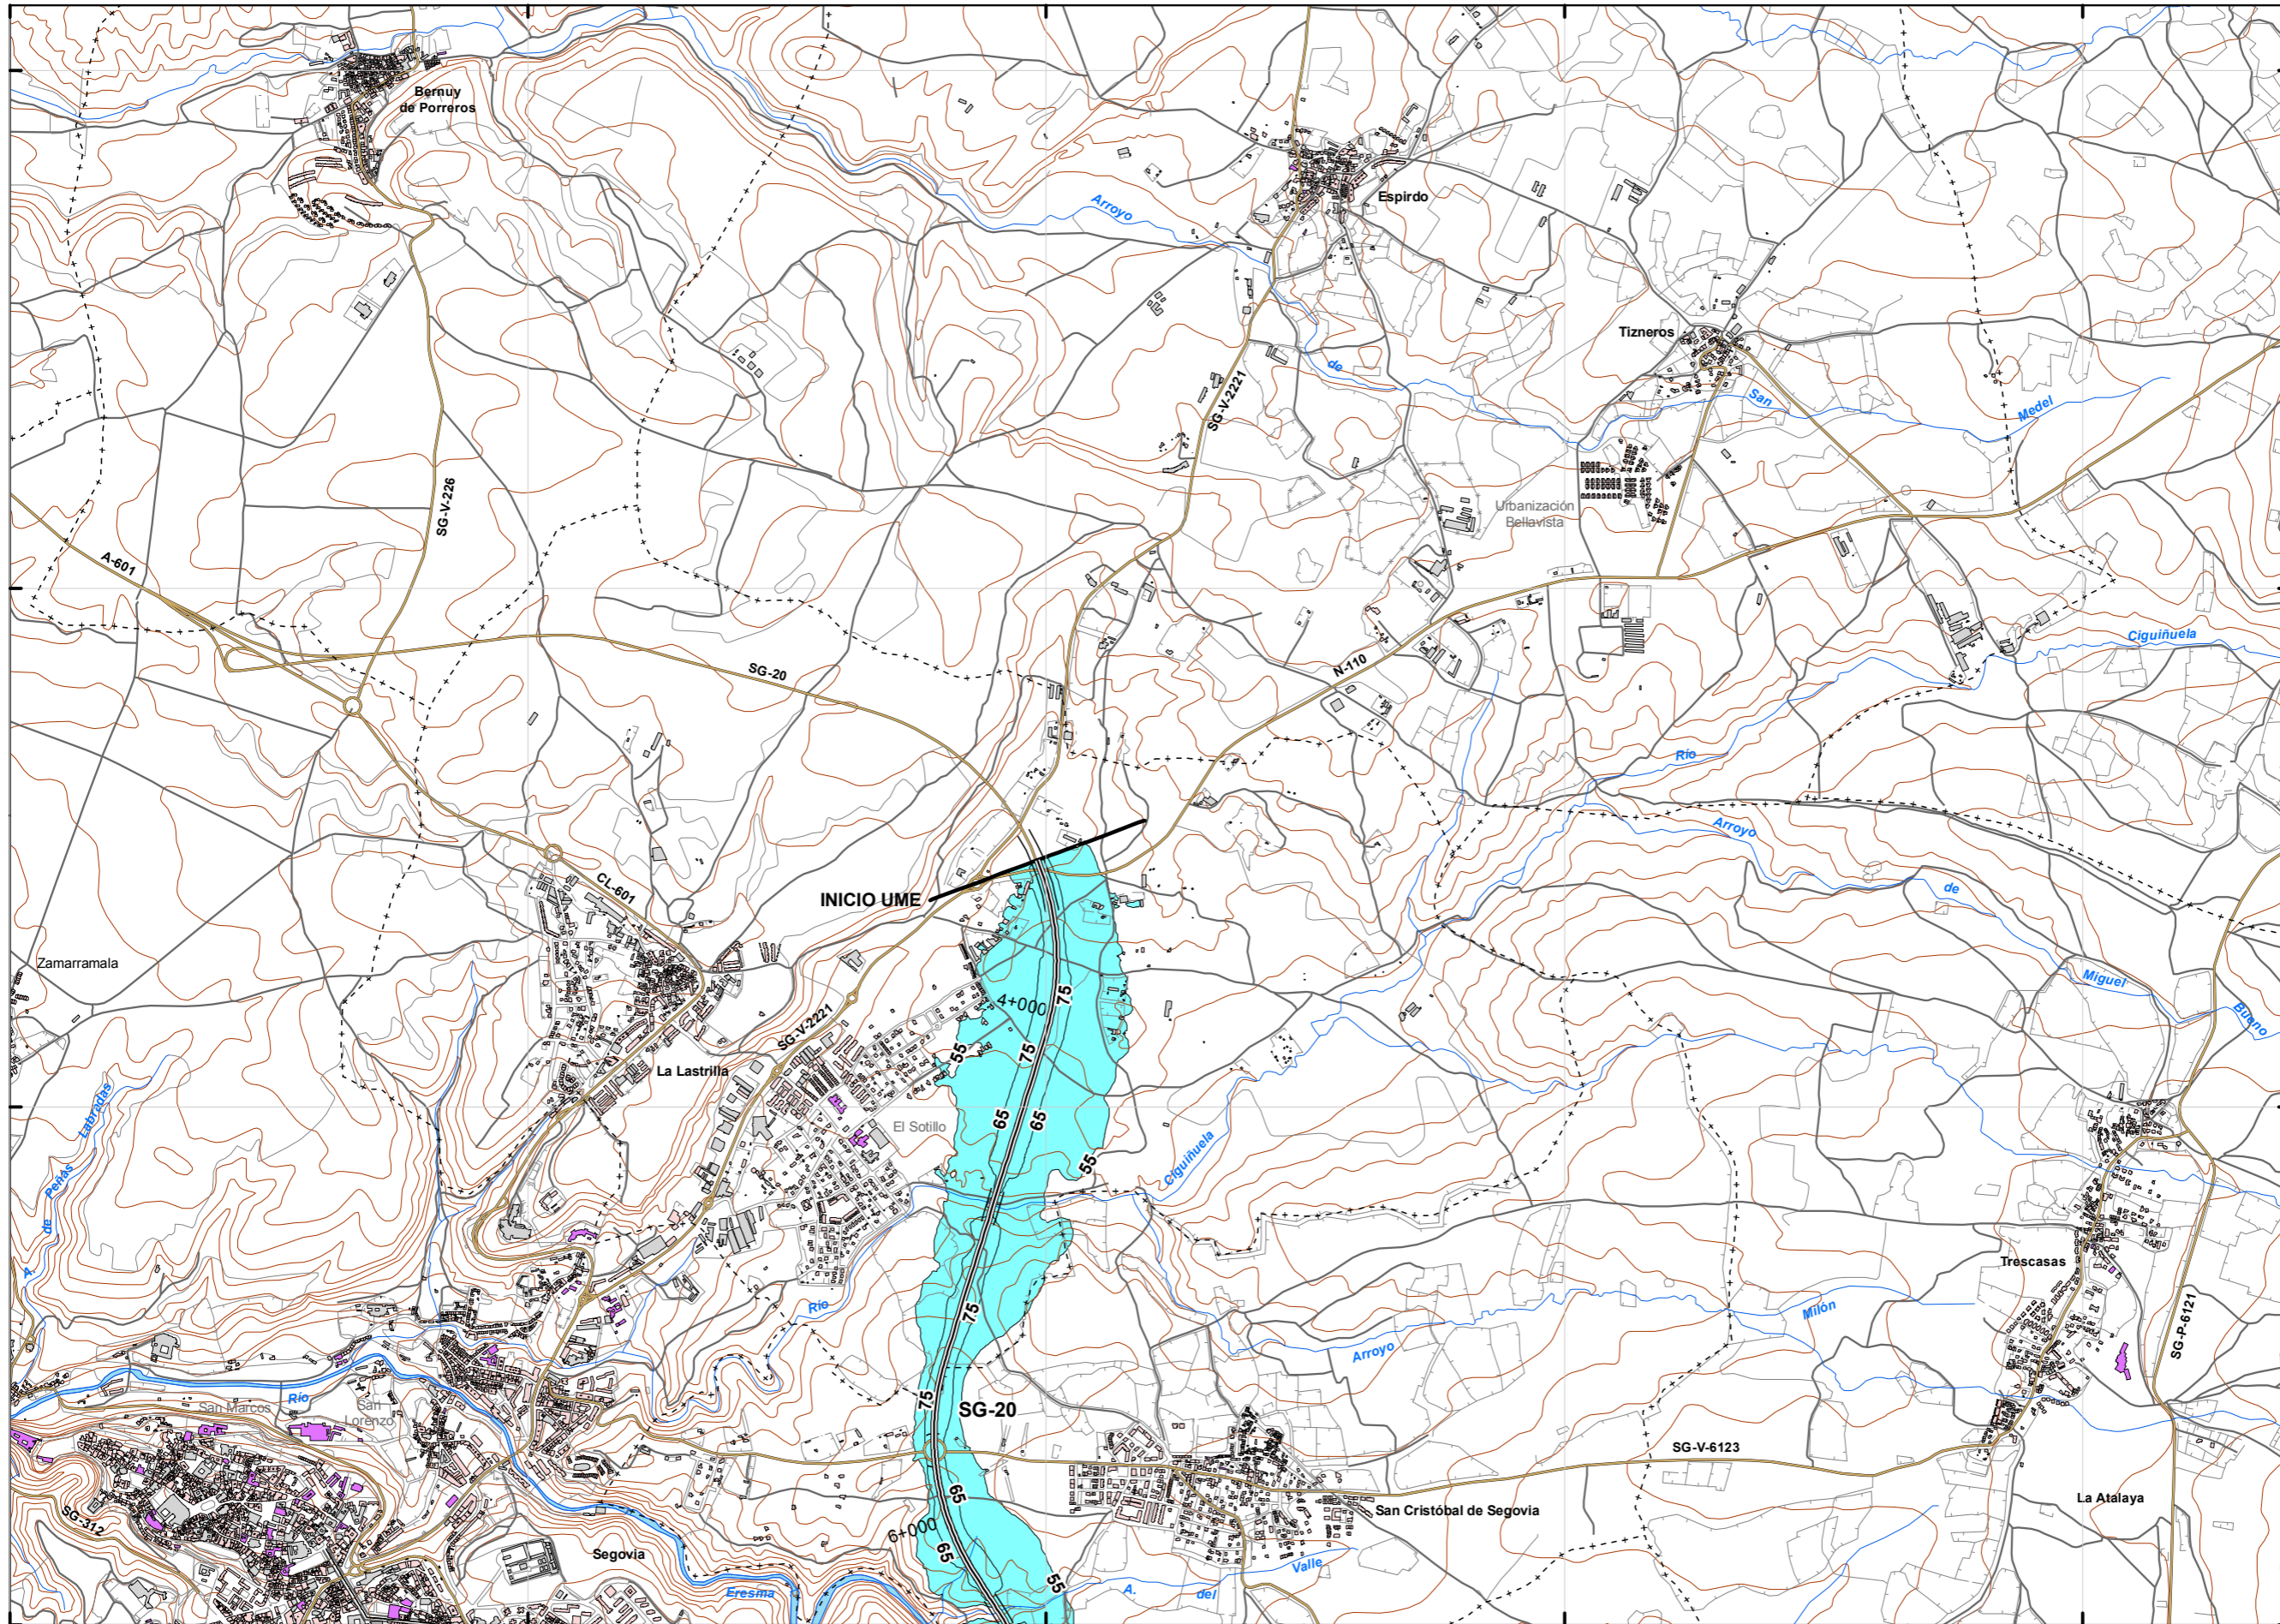 Bernuy
de Porreros
Arroyo
Espirdo
Tizneros
de
San
Medel
SG-V-2221
SG-V-226
Urbanización
Bellavista
A-601
Ciguiñuela
SG-20
N-110
Río
Arroyo
CL-601
INICIO UME
de
Zamarramala
Miguel
Bueno
4+000
75
SG-V-2221
55
75
La Lastrilla
Labradas
65
65
El Sotillo
55
Ciguiñuela
Peñas
de
A.
Trescasas
Río
75
Milón
SG-P-6121
Arroyo
75
San Marcos
Río
San
Lorenzo
SG-20
SG-V-6123
65
La Atalaya
San Cristóbal de Segovia
SG-312
6+000
65
Segovia
55
Valle
A.
del
Eresma